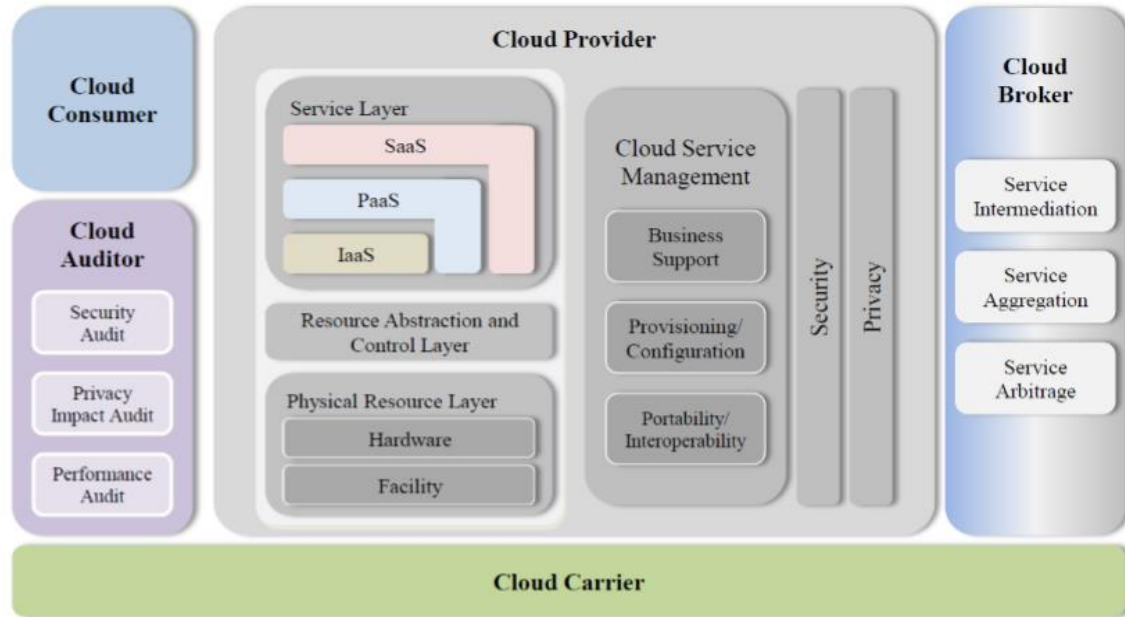 Cloud
Consumer
Cloud
Auditor
Security
Audit
Privacy
Impact Audit
Performance
Audit
Cloud Provider
Service Layer
SaaS
PaaS
IaaS
Resource Abstraction and
Control Layer
Physical Resource Layer
Hardware
Facility
Cloud Service
Management
Business
Support
Provisioning/
Configuration
Portability/
Interoperability
Security
Privacy
Cloud
Broker
Service
Intermediation
Service
Aggregation
Service
Arbitrage
Cloud Carrier